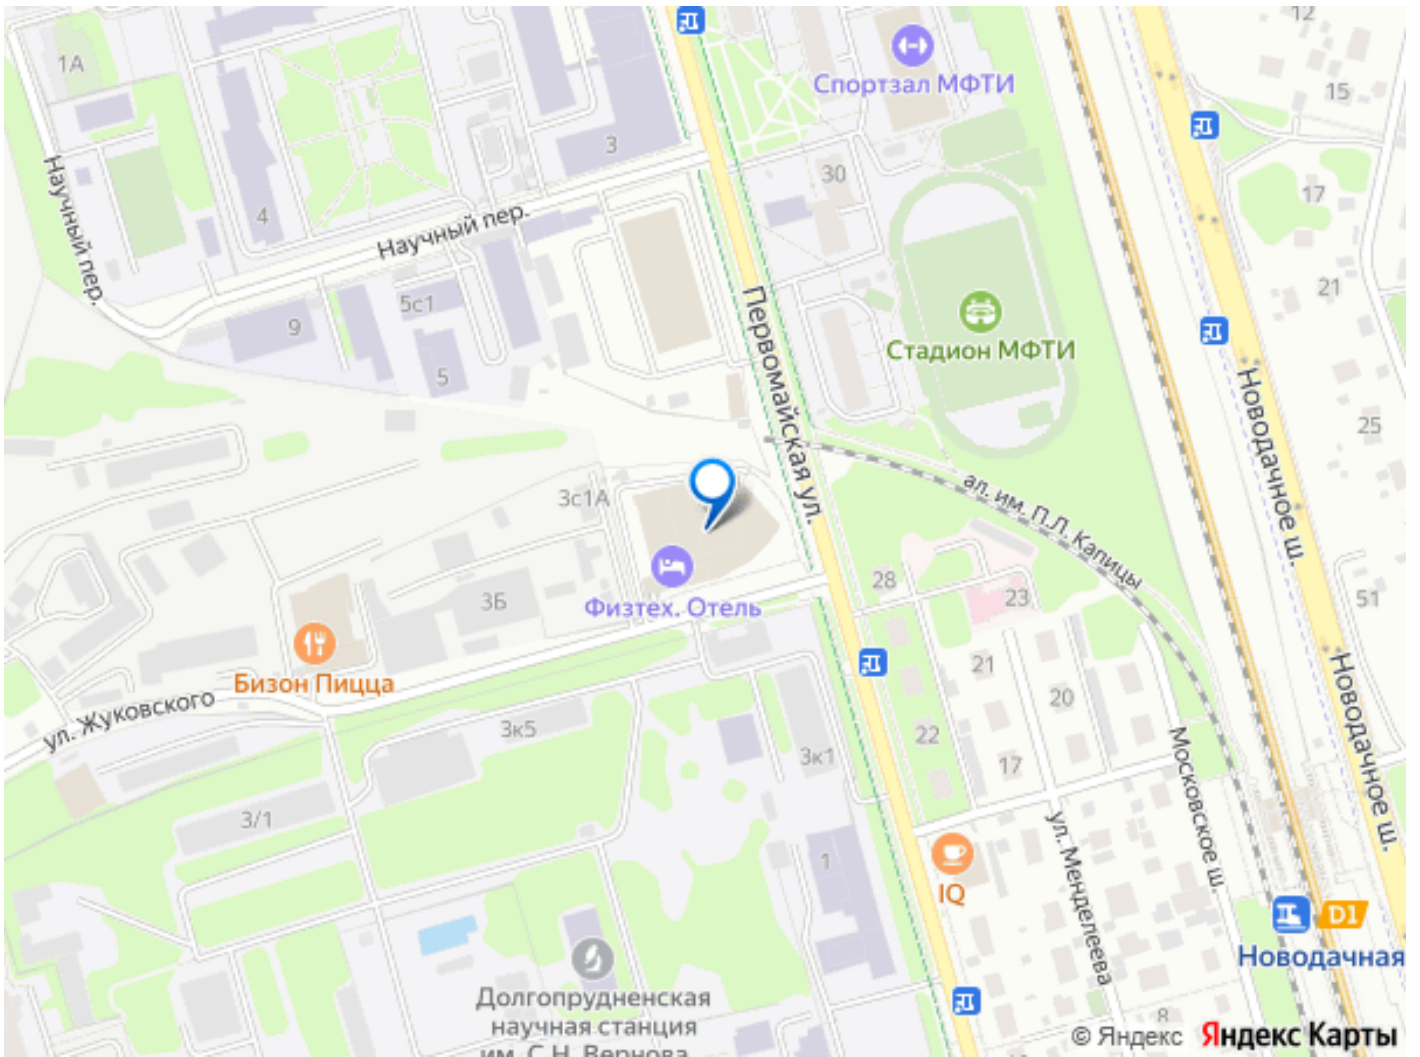 12
1А
Спортзал МФТИ
15
3
30
17
Научный пер.
4
Научный пер.
21
5с1
9
Первомайская ул.
Стадион МФТИ
5
Новодачное ш.
25
3с1А
ал. им. П.Л. Капицы
28
23
51
3Б
Физтех. Отель
21
Бизон Пицца
20
Новодачное ш.
ул. Жуковского
3к5
22
3к1
17
Московское ш.
3/1
ул. Менделеева
1
IQ
D1
Новодачная
Долгопрудненская
научная станция
им. С.Н. Вернова
8
© Яндекс Яндекс Карты